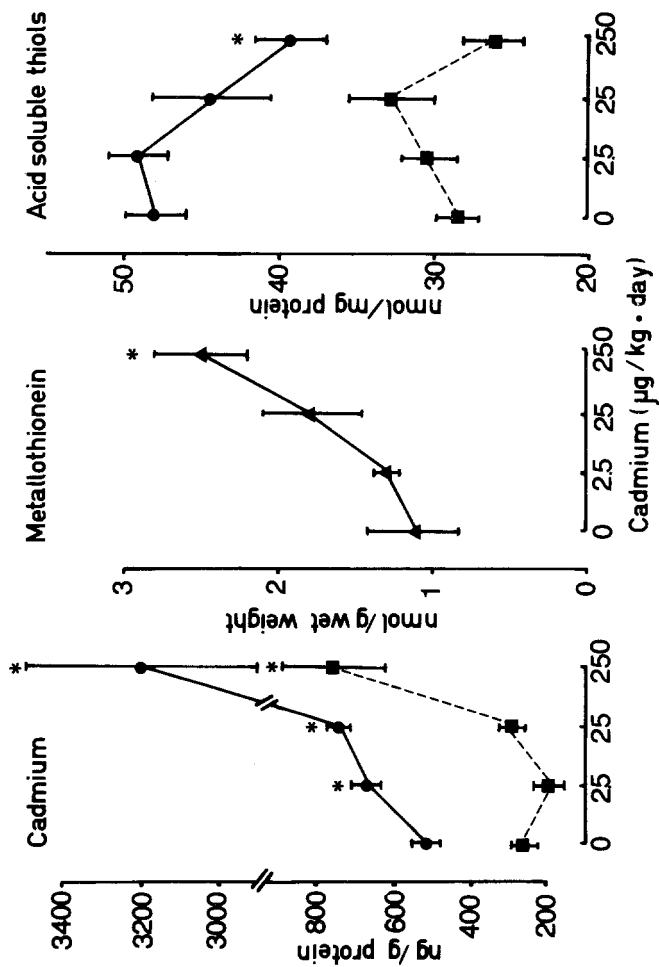 Cadmium
ng/g protein
3400
3200
3000
800
600
400
200
* * * *
0 25 25 250
Metallothionein
nmol/g wet weight
3
2
1
0
*
0 2.5 25 250
Cadmium (µg/kg·day)
Acid soluble thiols
nmol/mg protein
50
40
30
20
*
0 2.5 25 250